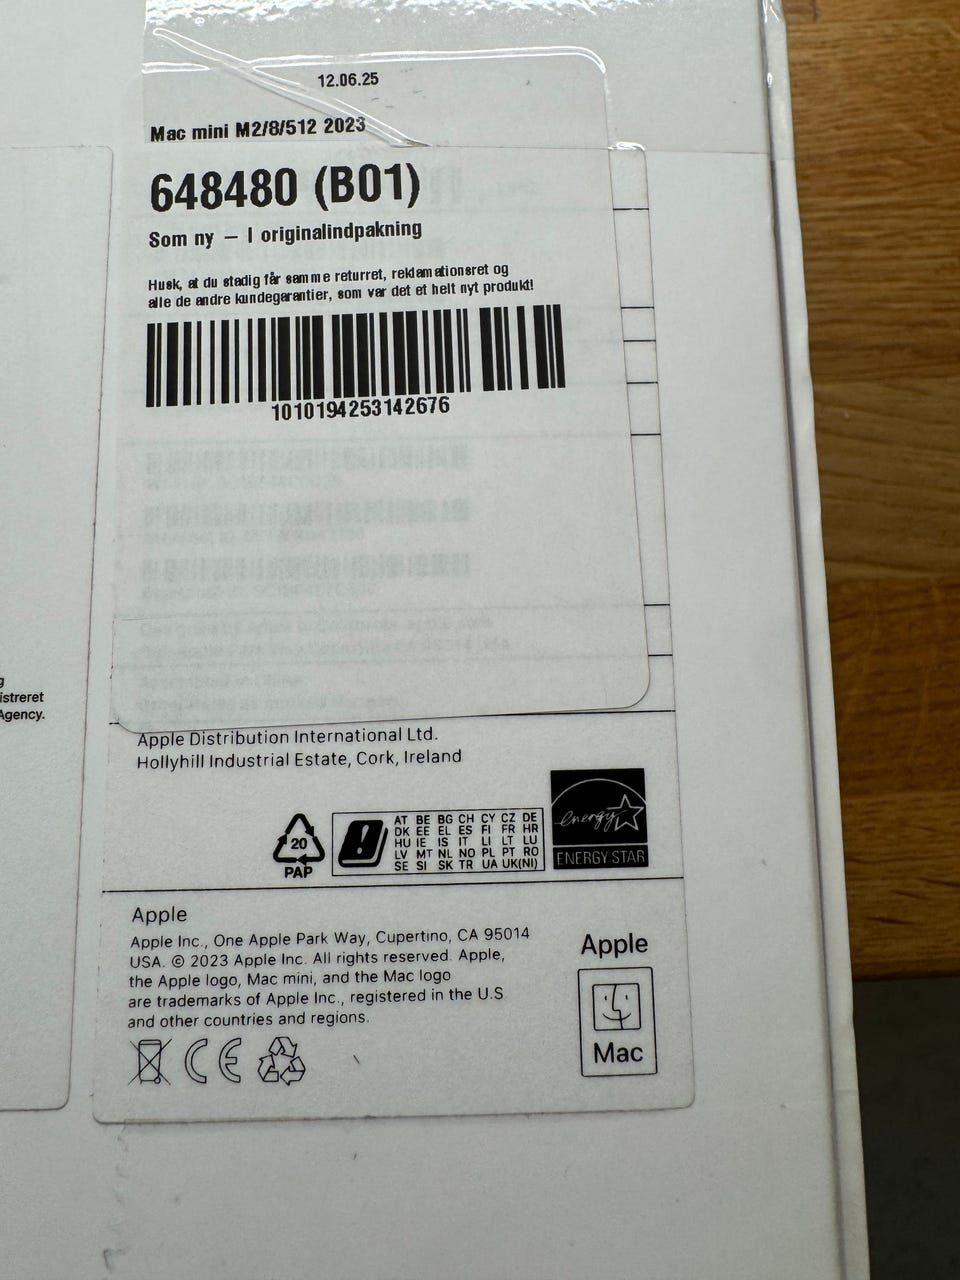 12.06.25
Mac mini M2/8/512 2023
648480 (B01)
Som ny – I originalindpakning
Husk, at du stadig får samme returret, reklamationsret og
alle de andre kundegarantier, som var det et helt nyt produkt!
1010194253142676
istreret
Agency.
Apple Distribution International Ltd.
Hollyhill Industrial Estate, Cork, Ireland
20
PAP
AT BE BG CH CY CZ DE
DK EE EL ES FI FR HR
HU IE IS IT LI LT LU
LV MT NL NO PL PT RO
SE SI SK TR UA UK(NI)
energy
ENERGY STAR
Apple
Apple Inc., One Apple Park Way, Cupertino, CA 95014
USA. © 2023 Apple Inc. All rights reserved. Apple,
the Apple logo, Mac mini, and the Mac logo
are trademarks of Apple Inc., registered in the U.S
and other countries and regions.
CE
Apple
Mac